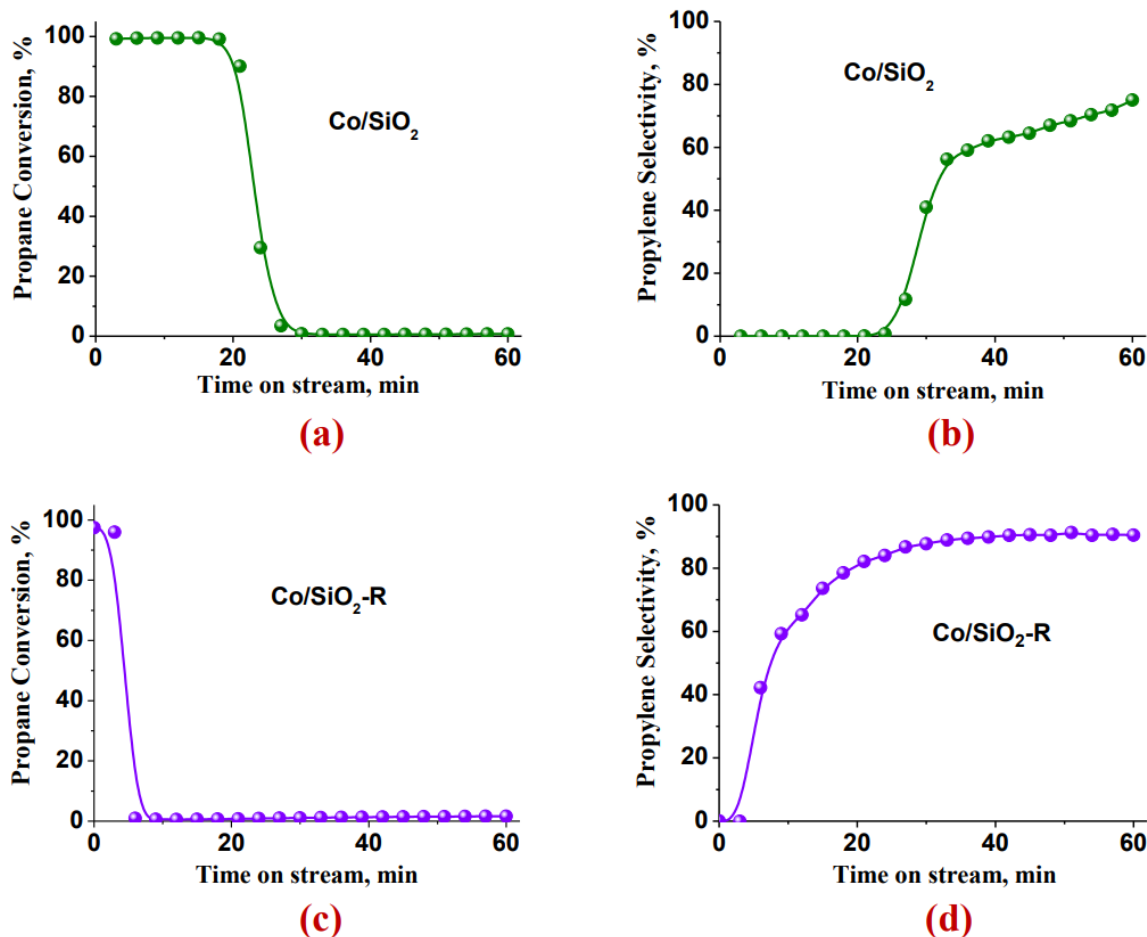 Propane Conversion, %
100
80
60
40
20
0
Co/SiO₂
0 20 40 60
Time on stream, min
(a)
Propylene Selectivity, %
100
80
60
40
20
0
Co/SiO₂
0 20 40 60
Time on stream, min
(b)
Propane Conversion, %
100
80
60
40
20
0
Co/SiO₂-R
0 20 40 60
Time on stream, min
(c)
Propylene Selectivity, %
100
80
60
40
20
0
Co/SiO₂-R
0 20 40 60
Time on stream, min
(d)